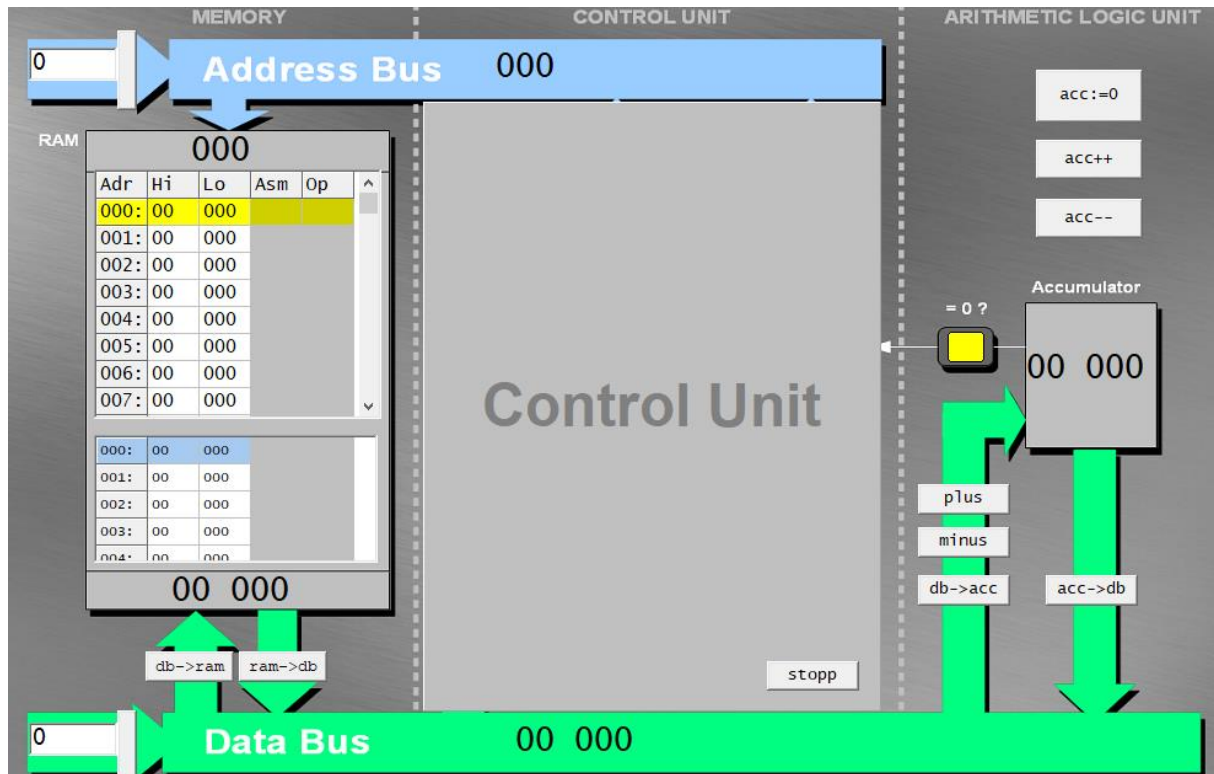 MEMORY
CONTROL UNIT
ARITHMETIC LOGIC UNIT
0
Address Bus 000
acc:=0
acc++
acc--
RAM
000
Adr Hi Lo Asm Op
000: 00 000
001: 00 000
002: 00 000
003: 00 000
004: 00 000
005: 00 000
006: 00 000
007: 00 000
000: 00 000
001: 00 000
002: 00 000
003: 00 000
004: 00 000
00 000
db->ram
ram->db
Control Unit
stopp
= 0 ?
Accumulator
00 000
plus
minus
db->acc
acc->db
0
Data Bus 00 000